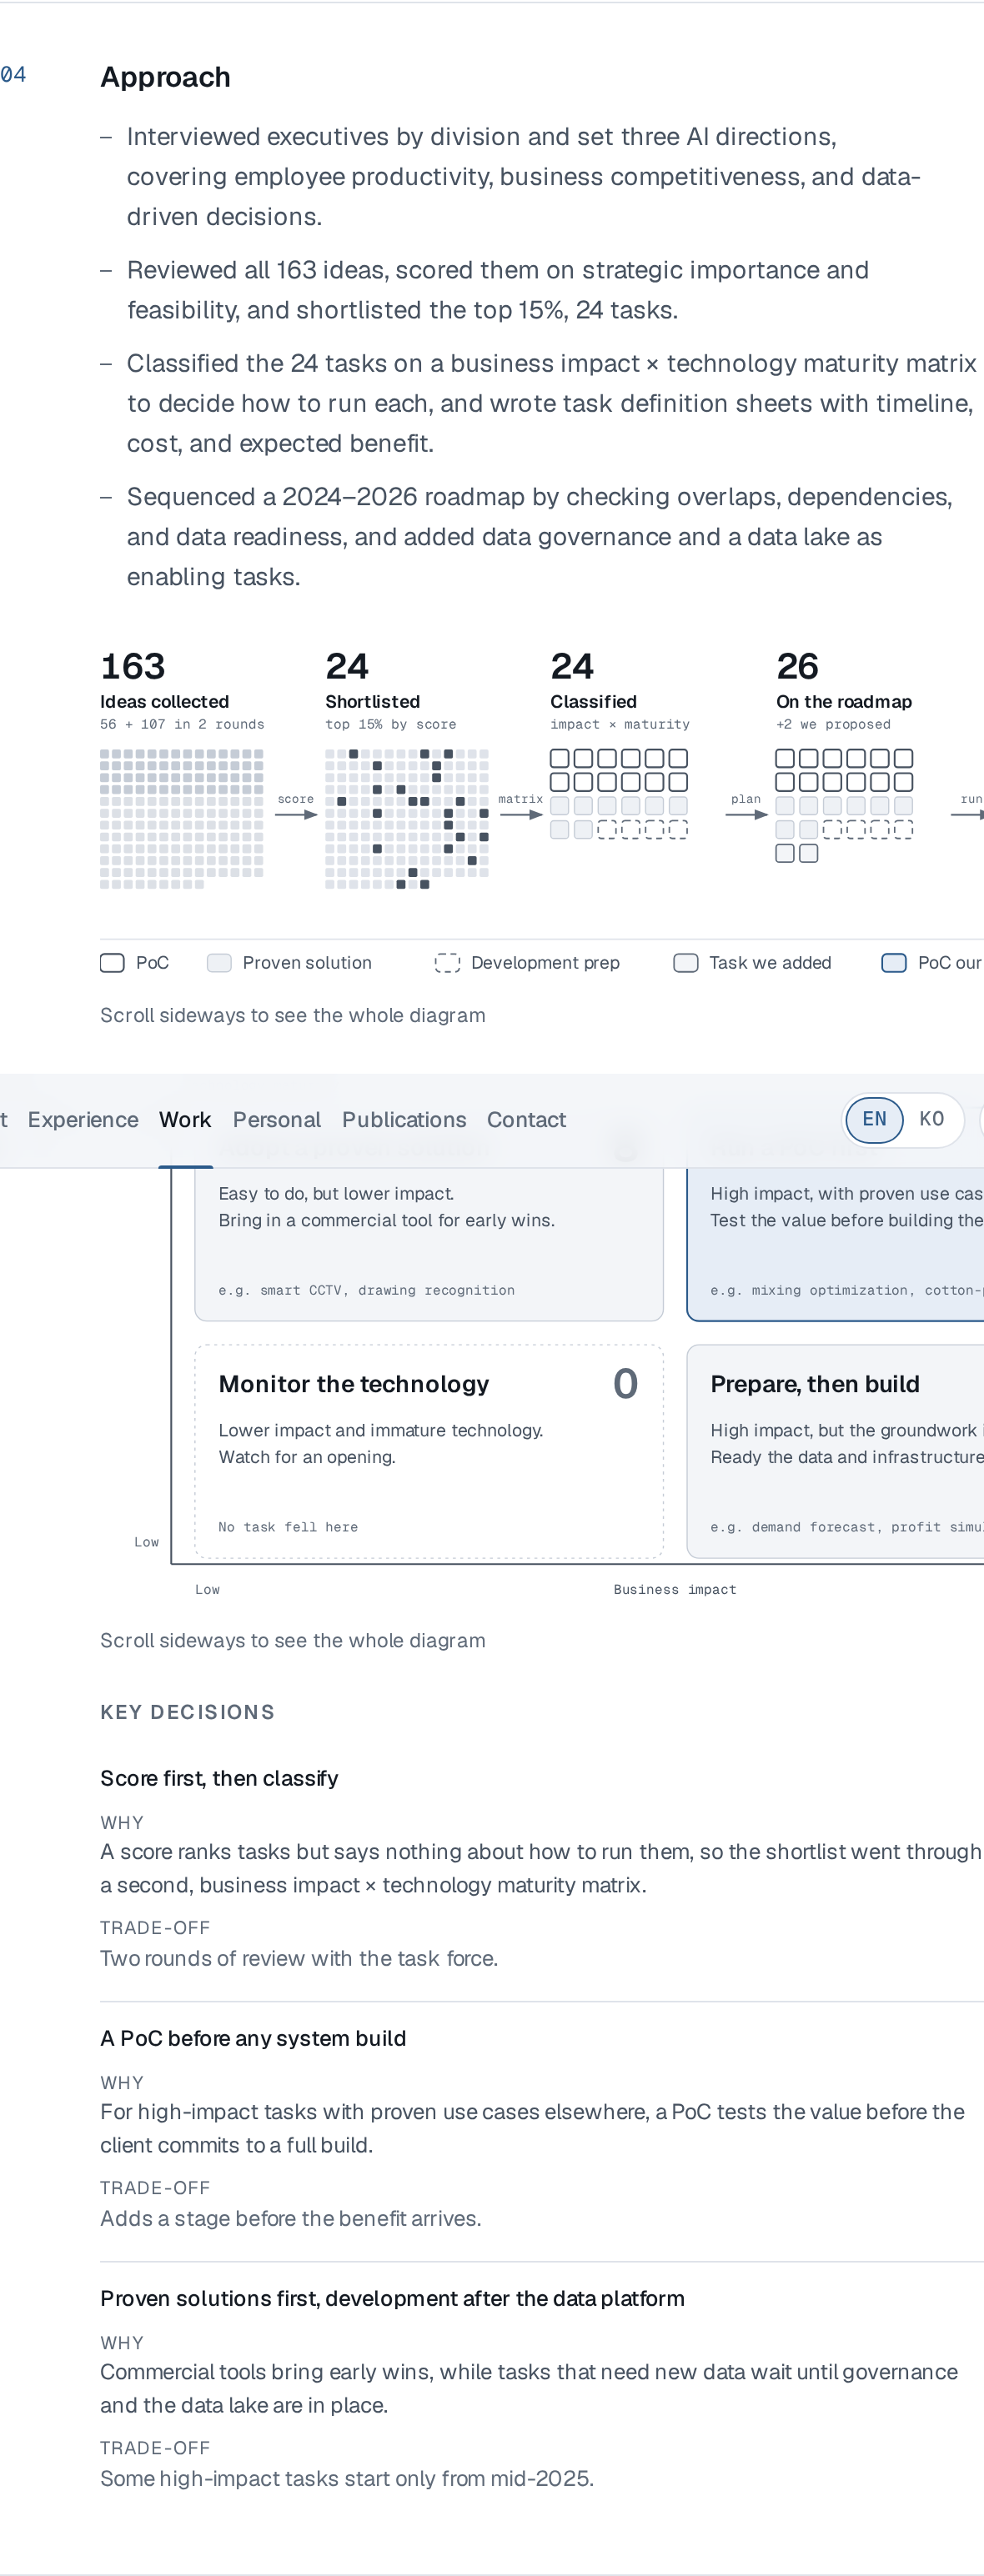 04
Approach
– Interviewed executives by division and set three AI directions,
covering employee productivity, business competitiveness, and data-
driven decisions.
– Reviewed all 163 ideas, scored them on strategic importance and
feasibility, and shortlisted the top 15%, 24 tasks.
– Classified the 24 tasks on a business impact × technology maturity matrix
to decide how to run each, and wrote task definition sheets with timeline,
cost, and expected benefit.
– Sequenced a 2024–2026 roadmap by checking overlaps, dependencies,
and data readiness, and added data governance and a data lake as
enabling tasks.
163 24 24 26
Ideas collected Shortlisted Classified On the roadmap
56 + 107 in 2 rounds top 15% by score impact × maturity +2 we proposed
score matrix plan run
PoC Proven solution Development prep Task we added PoC our
Scroll sideways to see the whole diagram
t Experience Work Personal Publications Contact EN KO
Easy to do, but lower impact.
Bring in a commercial tool for early wins.
e.g. smart CCTV, drawing recognition
High impact, with proven use cas
Test the value before building the
e.g. mixing optimization, cotton-
Monitor the technology 0
Lower impact and immature technology.
Watch for an opening.
No task fell here
Prepare, then build
High impact, but the groundwork
Ready the data and infrastructure
e.g. demand forecast, profit simu
Low
Low Business impact
Scroll sideways to see the whole diagram
KEY DECISIONS
Score first, then classify
WHY
A score ranks tasks but says nothing about how to run them, so the shortlist went through
a second, business impact × technology maturity matrix.
TRADE-OFF
Two rounds of review with the task force.
A PoC before any system build
WHY
For high-impact tasks with proven use cases elsewhere, a PoC tests the value before the
client commits to a full build.
TRADE-OFF
Adds a stage before the benefit arrives.
Proven solutions first, development after the data platform
WHY
Commercial tools bring early wins, while tasks that need new data wait until governance
and the data lake are in place.
TRADE-OFF
Some high-impact tasks start only from mid-2025.